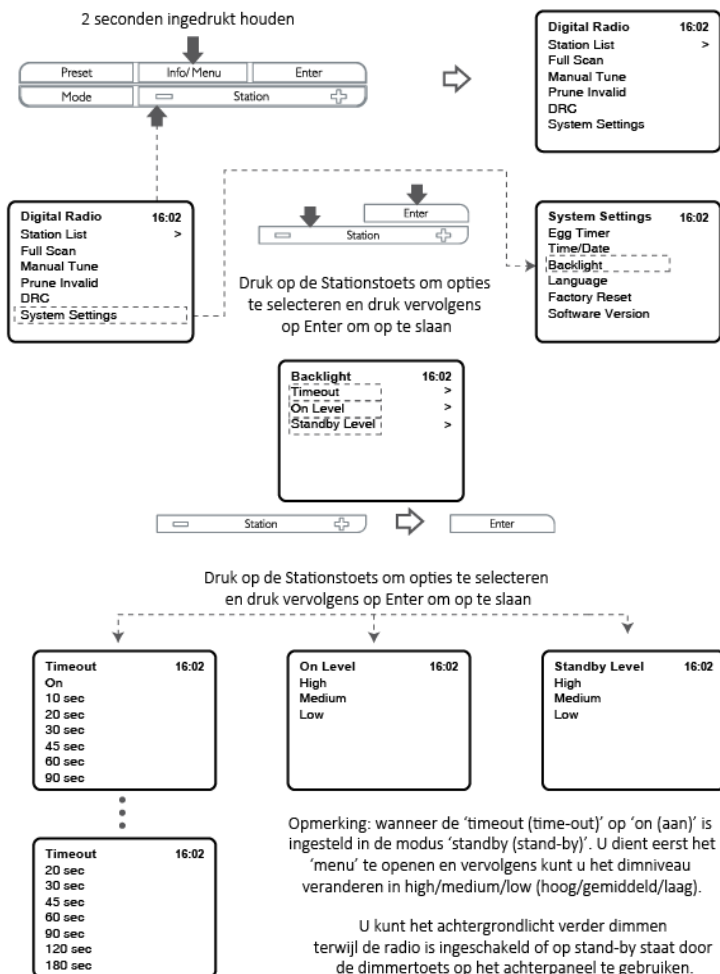 2 seconden ingedrukt houden
Preset Info/Menu Enter
Mode Station
Digital Radio 16:02
Station List >
Full Scan
Manual Tune
Prune Invalid
DRC
System Settings
Digital Radio 16:02
Station List >
Full Scan
Manual Tune
Prune Invalid
DRC
System Settings
Enter
Station
Druk op de Stationstoets om opties
te selecteren en druk vervolgens
op Enter om op te slaan
System Settings 16:02
Egg Timer
Time/Date
Backlight
Language
Factory Reset
Software Version
Backlight 16:02
Timeout >
On Level >
Standby Level >
Station Enter
Druk op de Stationstoets om opties te selecteren
en druk vervolgens op Enter om op te slaan
Timeout 16:02
On
10 sec
20 sec
30 sec
45 sec
60 sec
90 sec
On Level 16:02
High
Medium
Low
Standby Level 16:02
High
Medium
Low
Timeout 16:02
20 sec
30 sec
45 sec
60 sec
90 sec
120 sec
180 sec
Opmerking: wanneer de ‘timeout (time-out)’ op ‘on (aan)’ is
ingesteld in de modus ‘standby (stand-by)’. U dient eerst het
‘menu’ te openen en vervolgens kunt u het dimniveau
veranderen in high/medium/low (hoog/gemiddeld/laag).
U kunt het achtergrondlicht verder dimmen
terwijl de radio is ingeschakeld of op stand-by staat door
de dimmertoets op het achterpaneel te gebruiken.